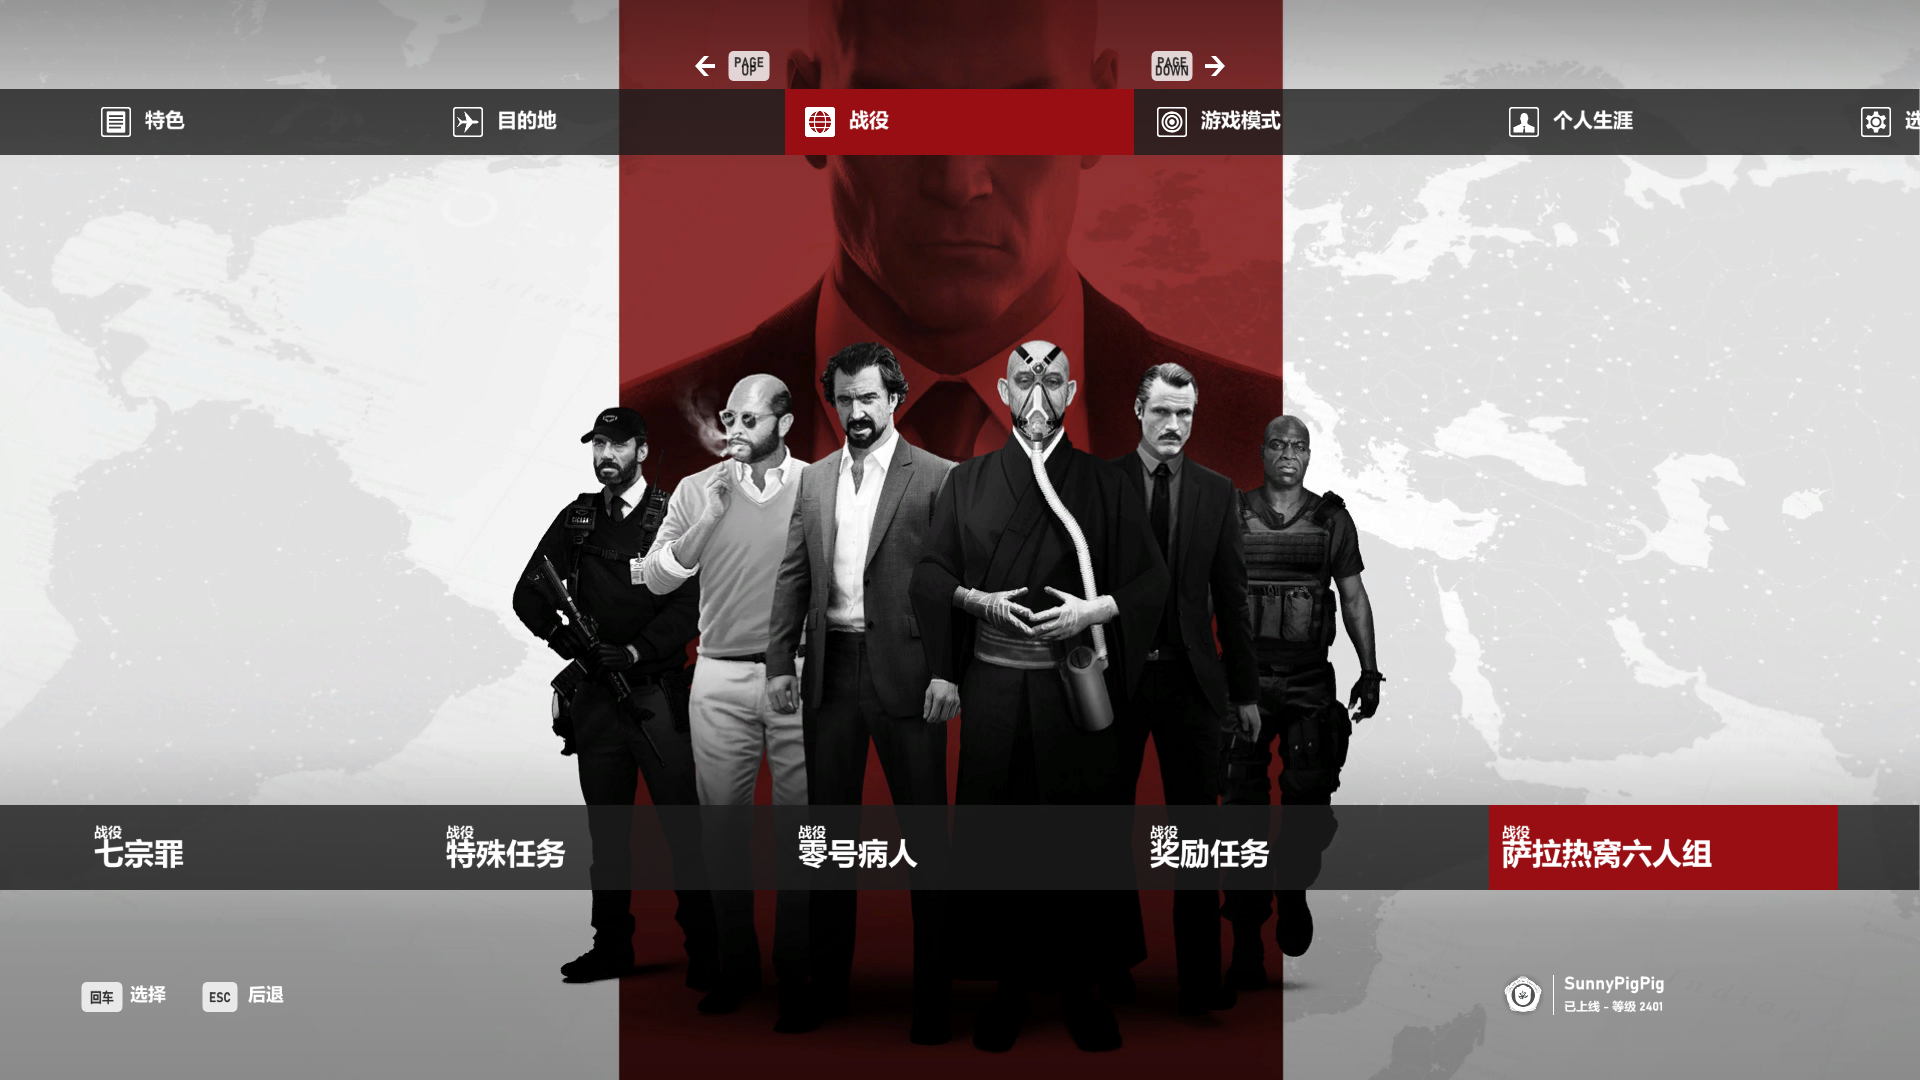 PAGE UP
PAGE DOWN
特色
目的地
战役
游戏模式
个人生涯
选
战役
七宗罪
战役
特殊任务
战役
零号病人
战役
奖励任务
战役
萨拉热窝六人组
回车 选择
ESC 后退
SunnyPigPig
已上线 - 等级 2401